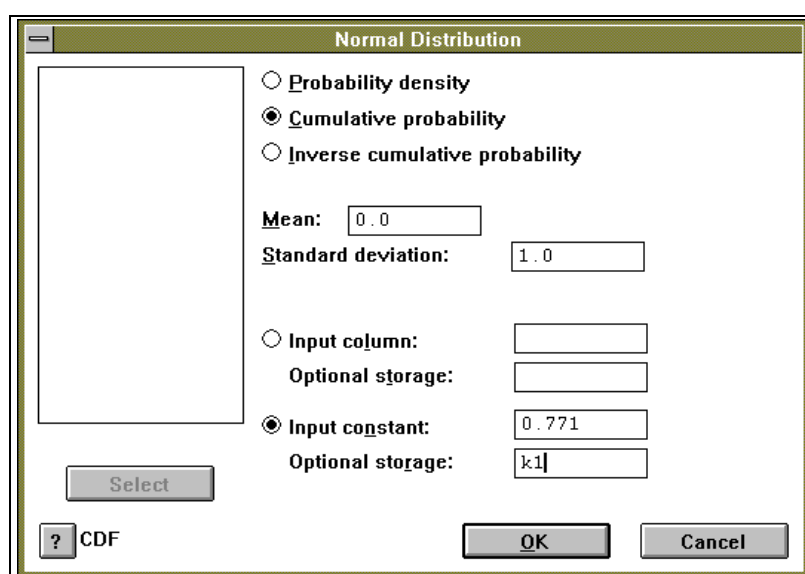 Normal Distribution
Probability density
Cumulative probability
Inverse cumulative probability
Mean: 0.0
Standard deviation: 1.0
Input column:
Optional storage:
Input constant: 0.771
Optional storage: k1
Select
? CDF OK Cancel